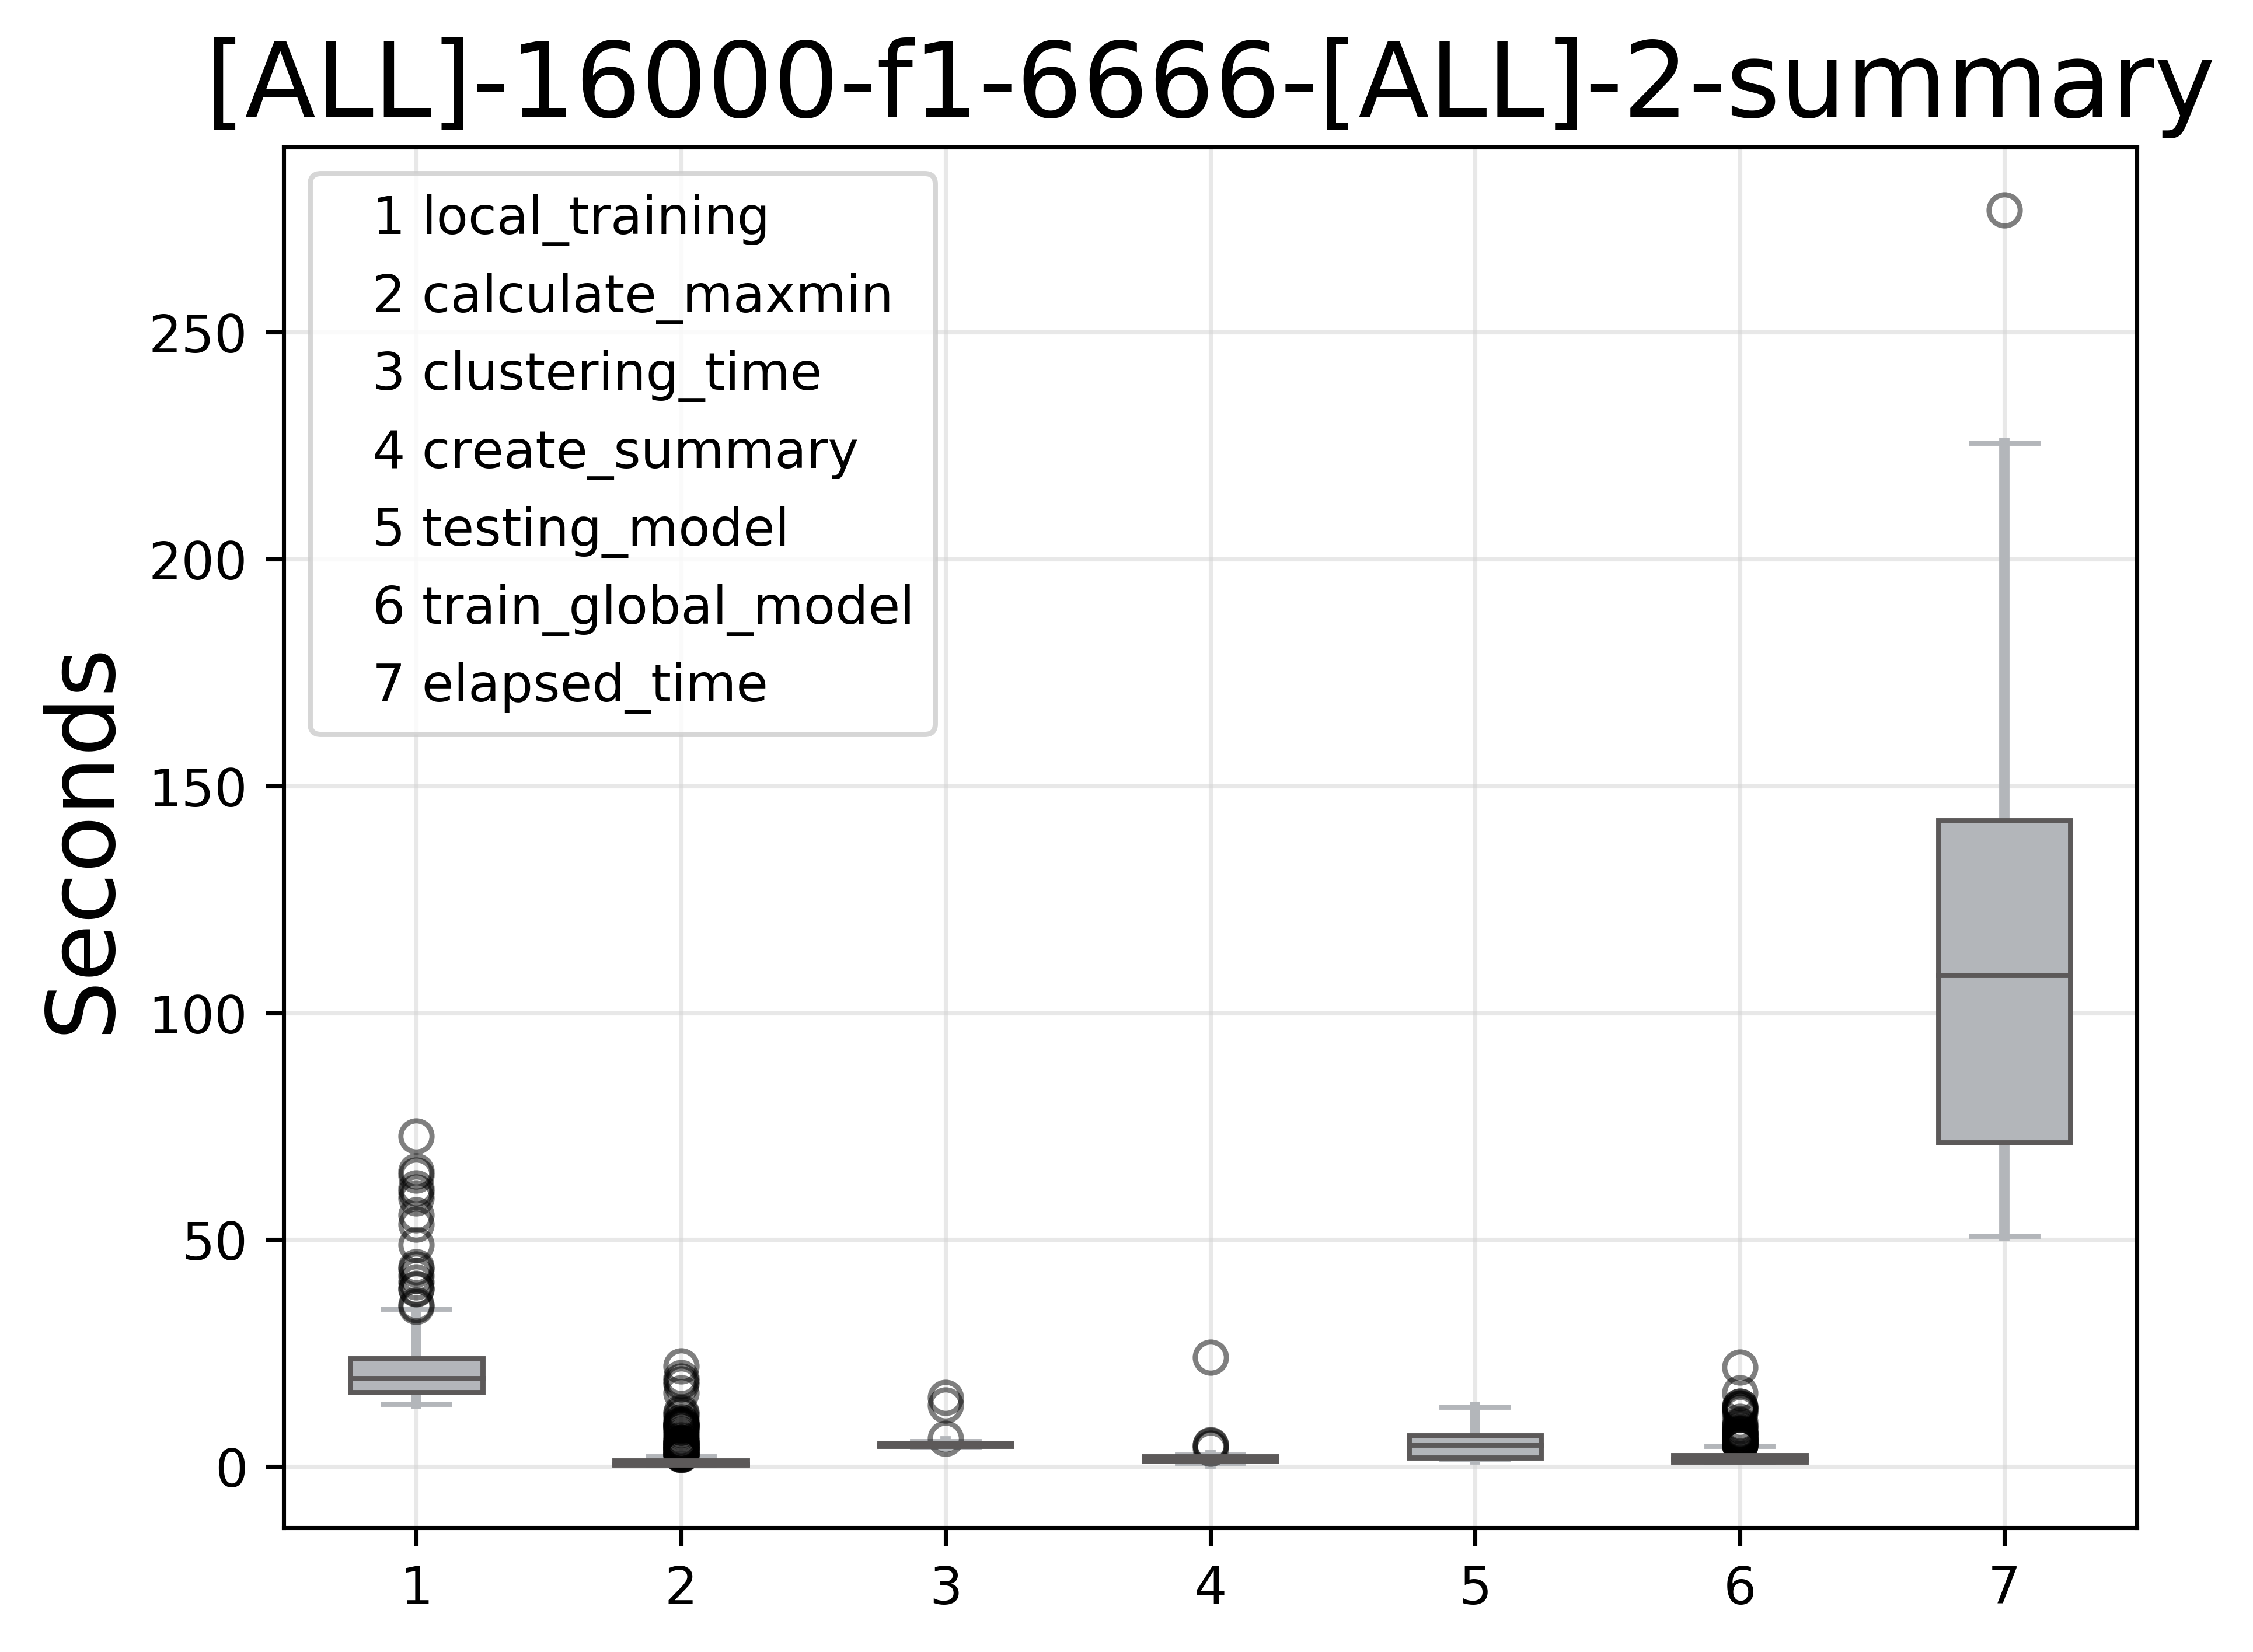 [ALL]-16000-f1-6666-[ALL]-2-summary
1 local_training
2 calculate_maxmin
3 clustering_time
4 create_summary
5 testing_model
6 train_global_model
7 elapsed_time
Seconds
250
200
150
100
50
0
1 2 3 4 5 6 7